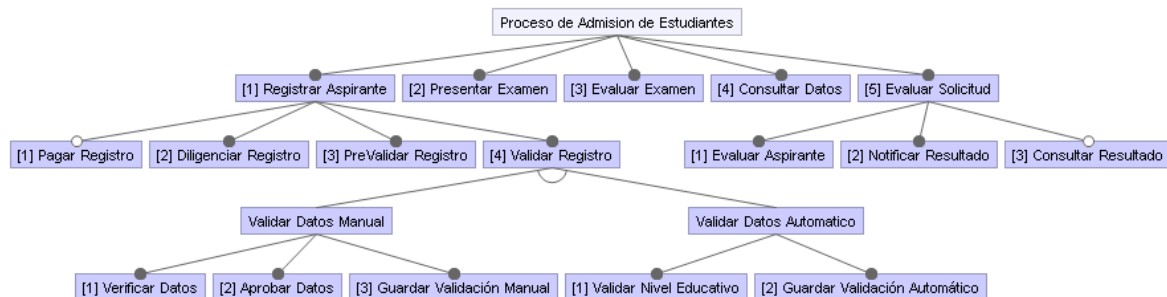 Proceso de Admision de Estudiantes
[1] Registrar Aspirante
[2] Presentar Examen
[3] Evaluar Examen
[4] Consultar Datos
[5] Evaluar Solicitud
[1] Pagar Registro
[2] Diligenciar Registro
[3] PreValidar Registro
[4] Validar Registro
[1] Evaluar Aspirante
[2] Notificar Resultado
[3] Consultar Resultado
Validar Datos Manual
Validar Datos Automatico
[1] Verificar Datos
[2] Aprobar Datos
[3] Guardar Validación Manual
[1] Validar Nivel Educativo
[2] Guardar Validación Automático